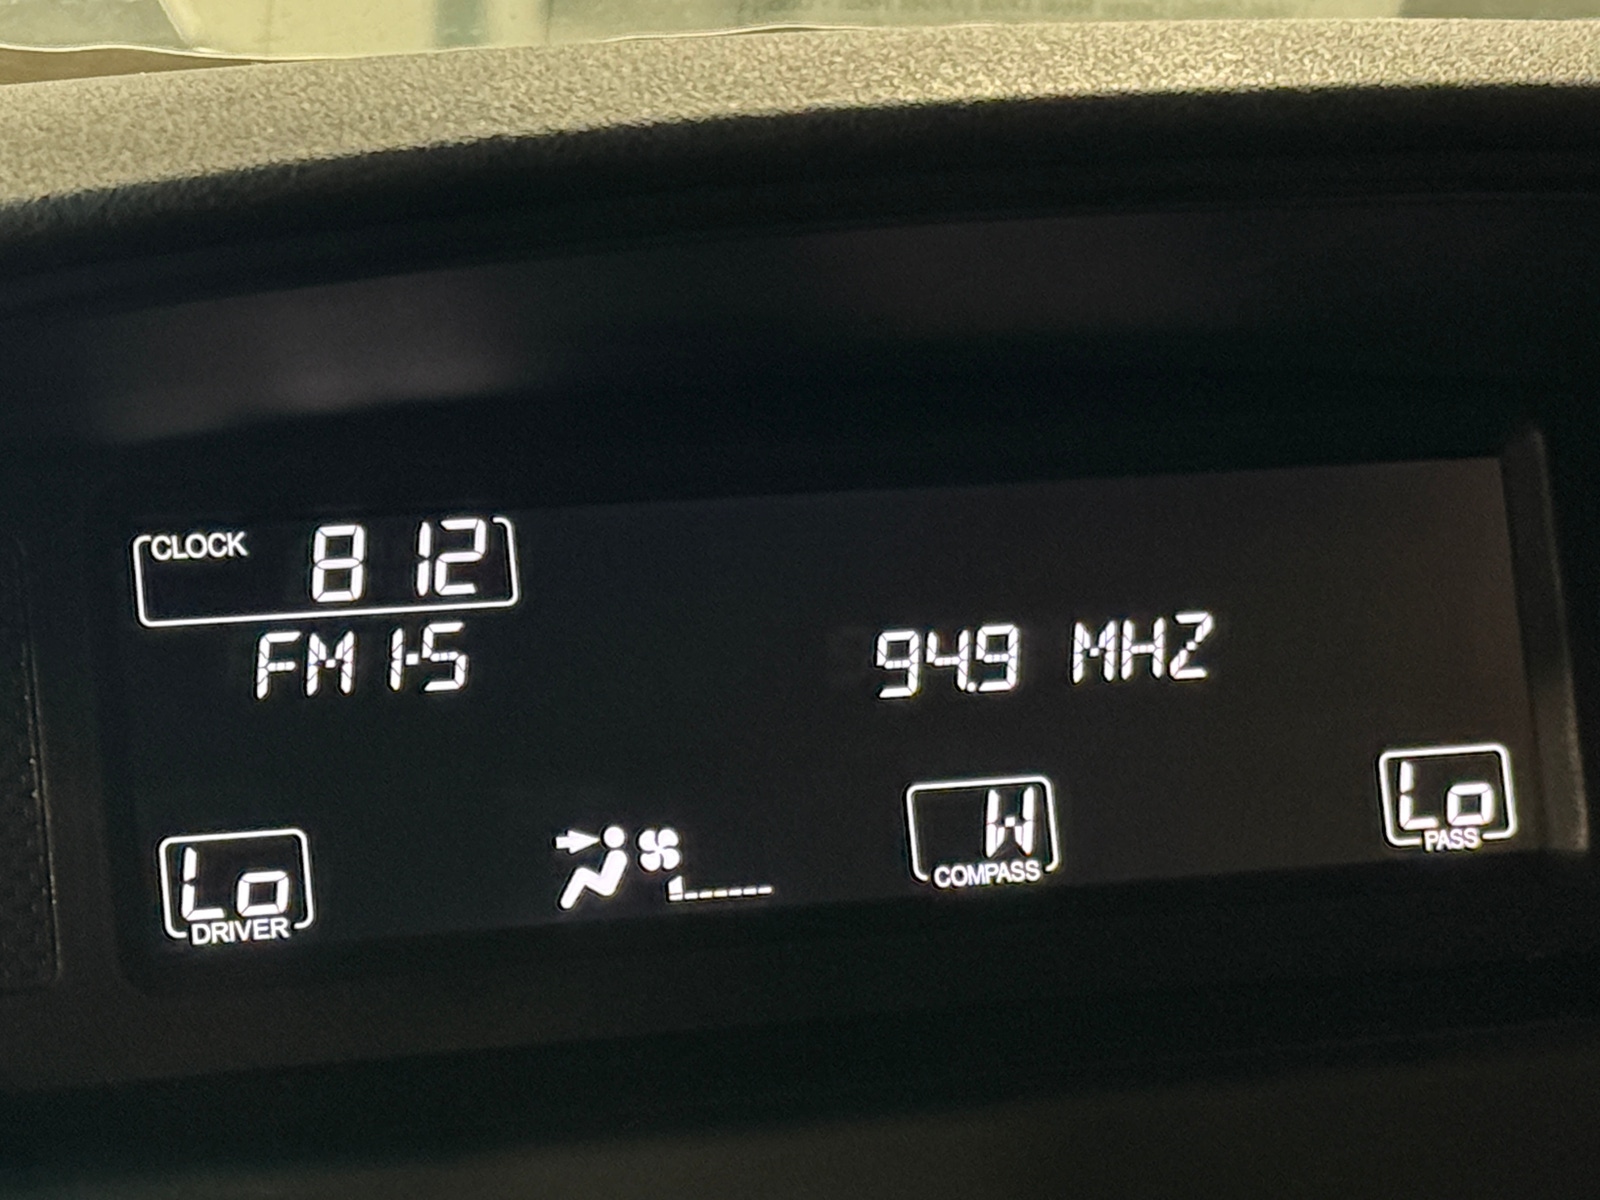 CLOCK 8 12
FM 1-5 94.9 MHZ
Lo W Lo
DRIVER COMPASS PASS